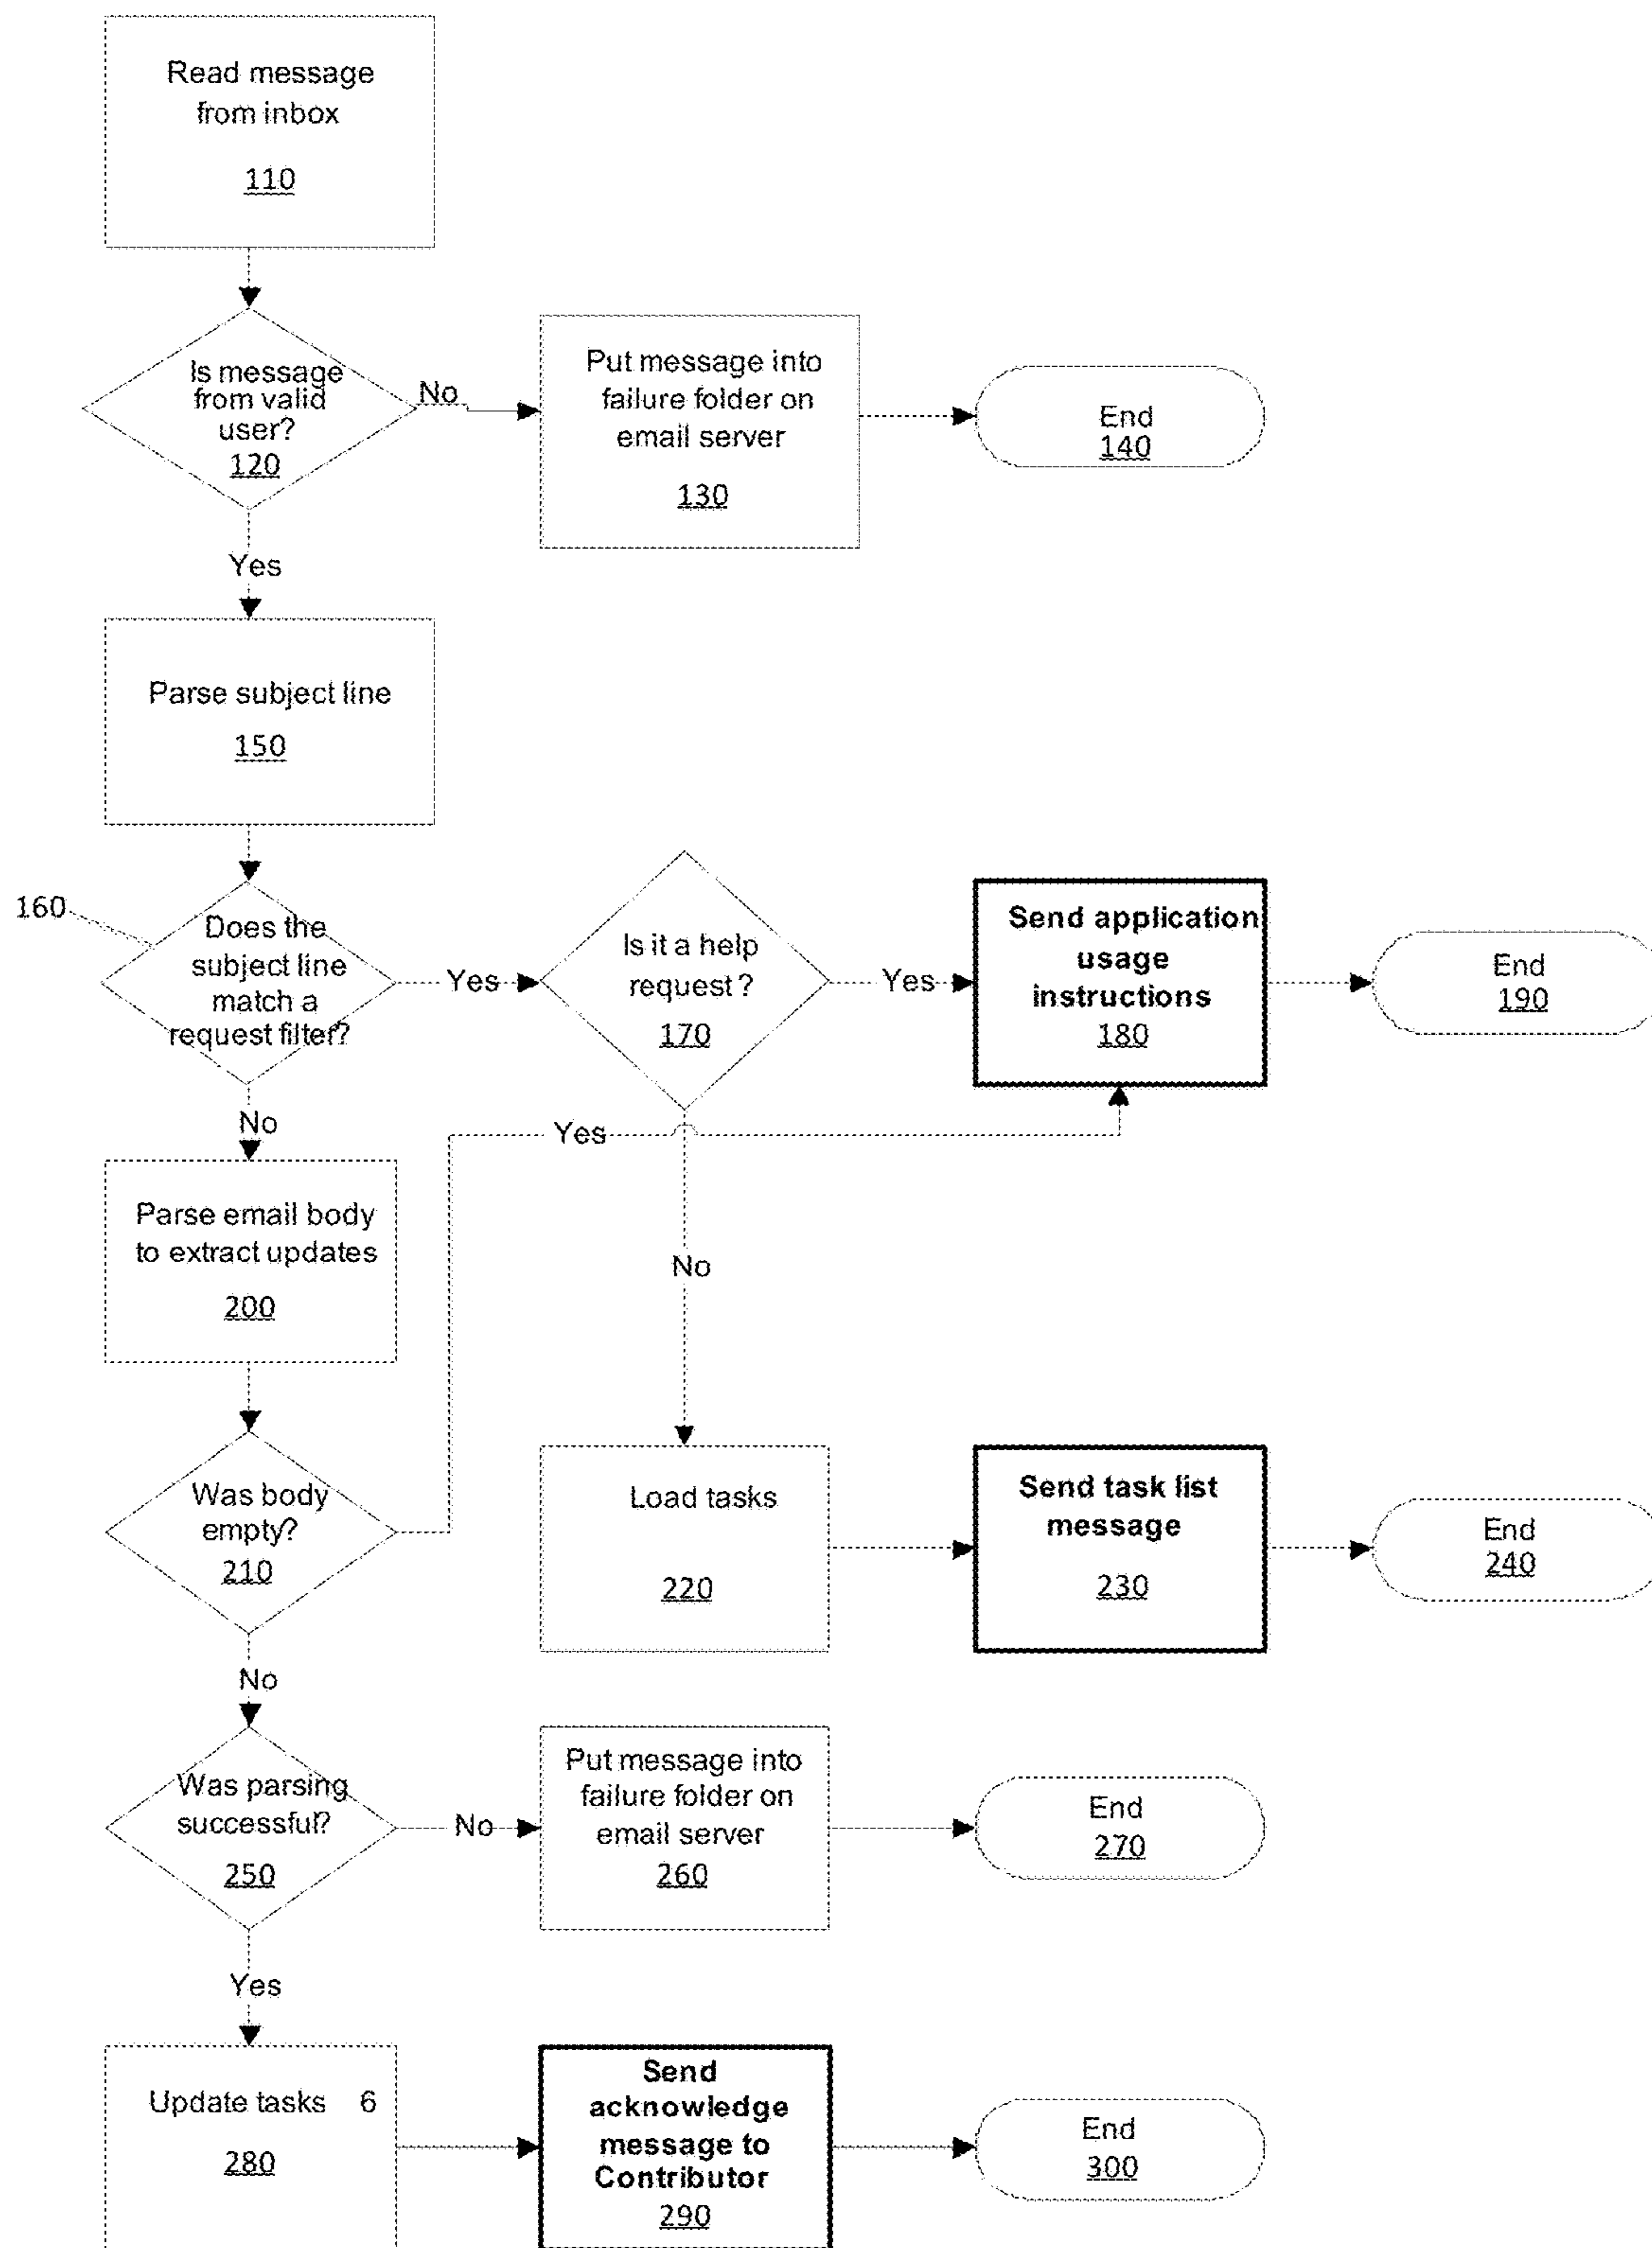 Read message
from inbox
110
Is message
from valid
user?
120
No
Put message into
failure folder on
email server
130
End
140
Yes
Parse subject line
150
160
Does the
subject line
match a
request filter?
Yes
Is it a help
request?
170
Yes
Send application
usage
instructions
180
End
190
No
Yes
Parse email body
to extract updates
200
No
Was body
empty?
210
Load tasks
220
Send task list
message
230
End
240
No
Was parsing
successful?
250
No
Put message into
failure folder on
email server
260
End
270
Yes
Update tasks 6
280
Send
acknowledge
message to
Contributor
290
End
300